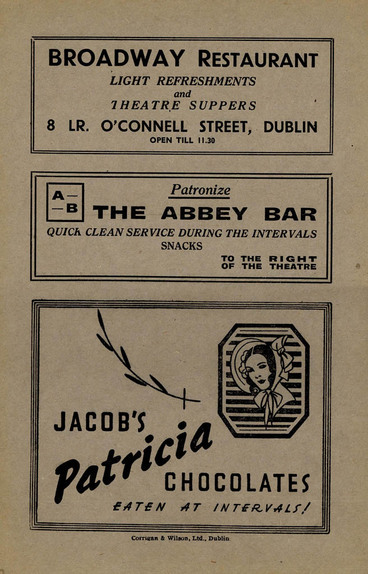 BROADWAY RESTAURANT
LIGHT REFRESHMENTS
and
THEATRE SUPPERS
8 LR. O'CONNELL STREET, DUBLIN
OPEN TILL 11.30
A—
—B
Patronize
THE ABBEY BAR
QUICK CLEAN SERVICE DURING THE INTERVALS
SNACKS
TO THE RIGHT
OF THE THEATRE
JACOB'S
Patricia
CHOCOLATES
EATEN AT INTERVALS!
Corrigan & Wilson, Ltd., Dublin